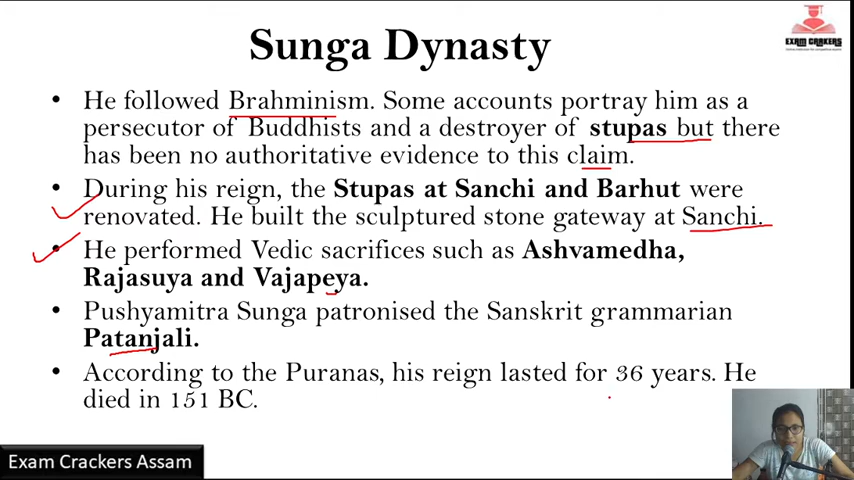 Sunga Dynasty
EXAM CRAKERS
• He followed Brahminism. Some accounts portray him as a
persecutor of Buddhists and a destroyer of stupas but there
has been no authoritative evidence to this claim.
• During his reign, the Stupas at Sanchi and Barhut were
renovated. He built the sculptured stone gateway at Sanchi.
• He performed Vedic sacrifices such as Ashvamedha,
Rajasuya and Vajapeya.
• Pushyamitra Sunga patronised the Sanskrit grammarian
Patanjali.
• According to the Puranas, his reign lasted for 36 years. He
died in 151 BC.
Exam Crackers Assam